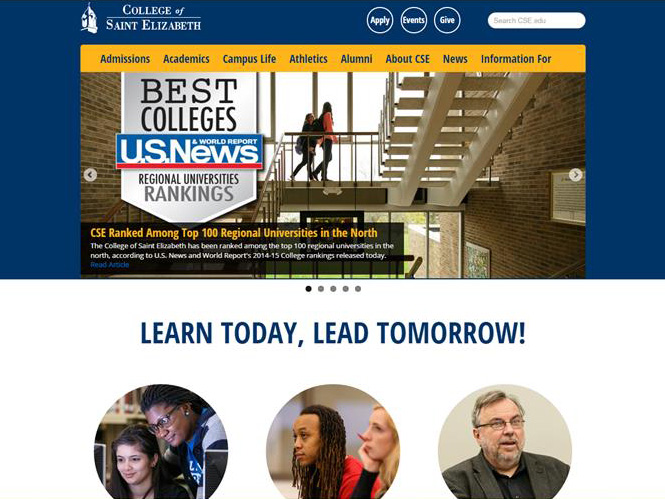 COLLEGE of
SAINT ELIZABETH
Apply
Events
Give
Search CSE.edu
Admissions Academics Campus Life Athletics Alumni About CSE News Information For
BEST
COLLEGES
U.S.News
& WORLD REPORT
REGIONAL UNIVERSITIES
RANKINGS
CSE Ranked Among Top 100 Regional Universities in the North
The College of Saint Elizabeth has been ranked among the top 100 regional universities in the
north, according to U.S. News and World Report's 2014-15 College rankings released today.
Read Article
LEARN TODAY, LEAD TOMORROW!